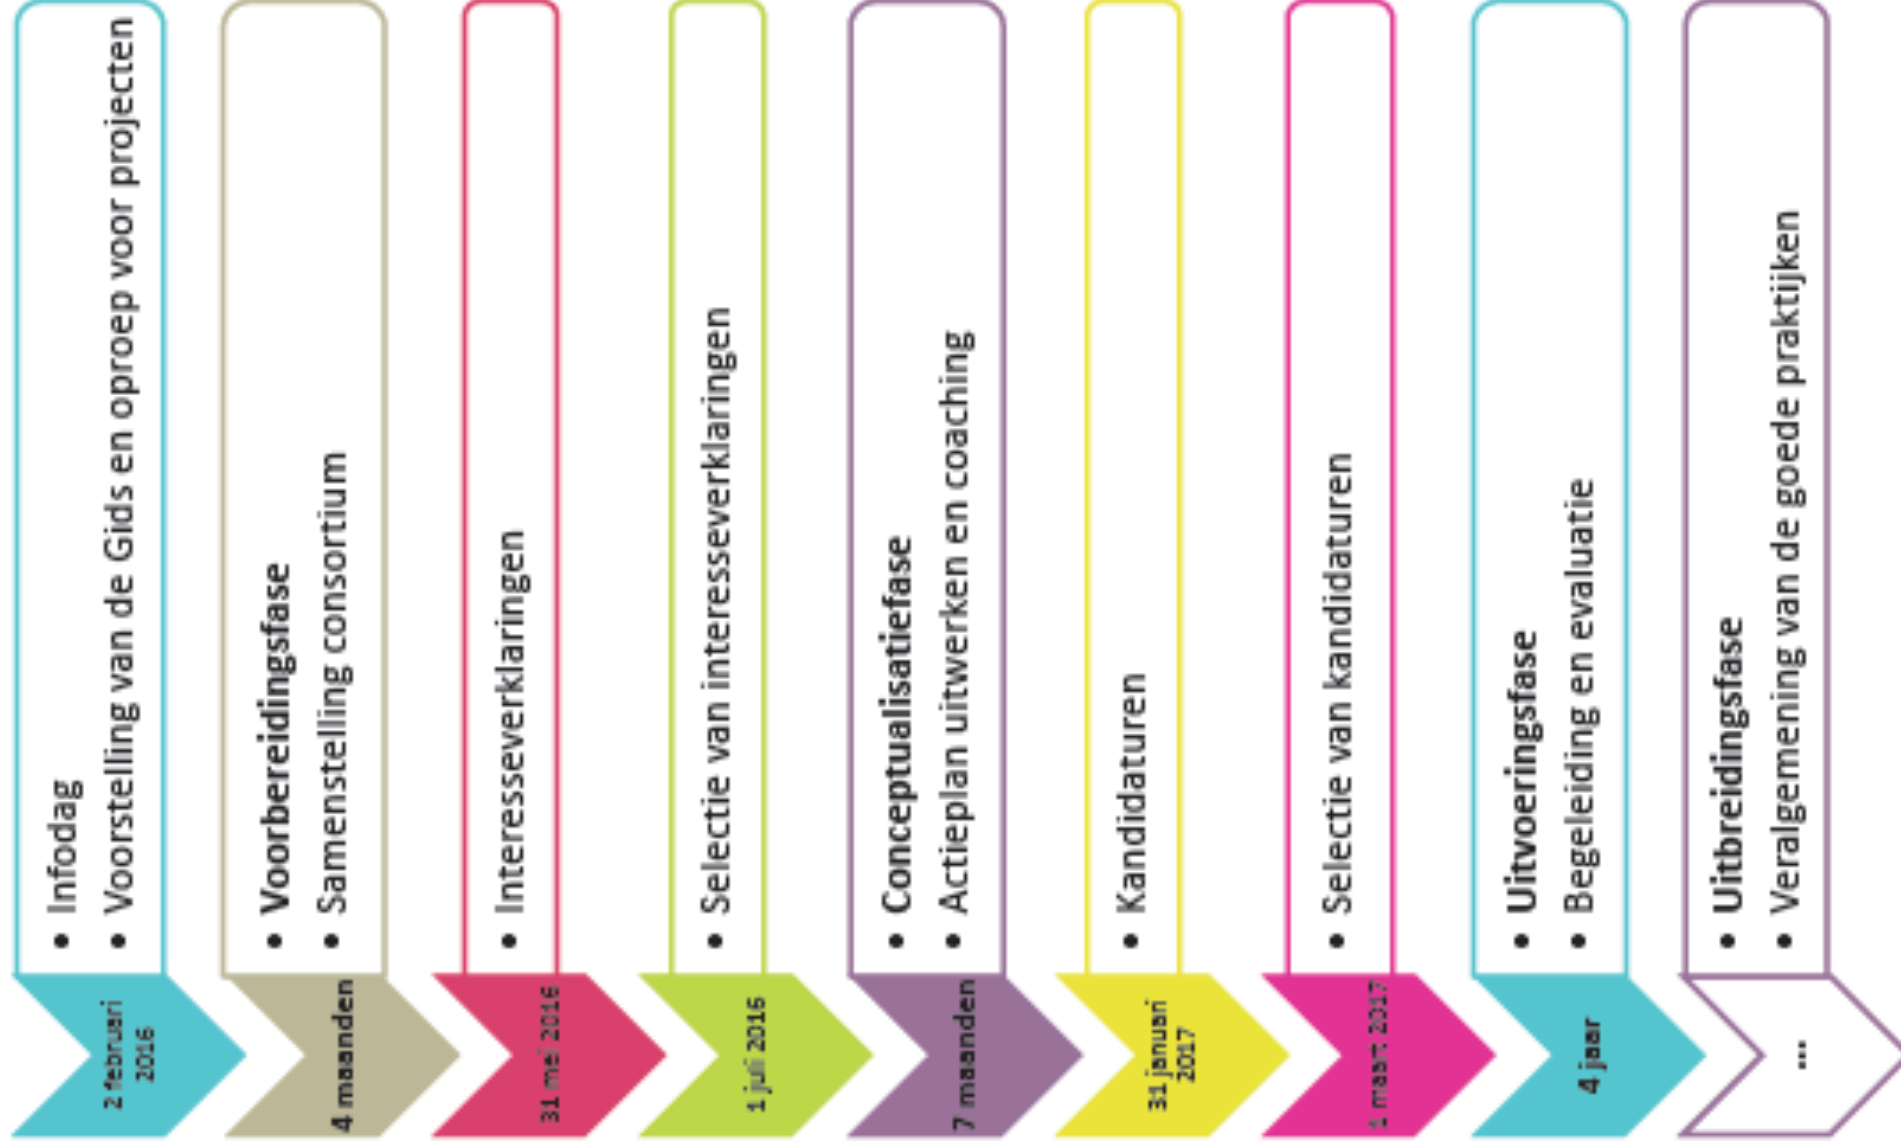 2 februari
2016
• Infodag
• Voorstelling van de Gids en oproep voor projecten
4 maanden
• Voorbereidingsfase
• Samenstelling consortium
31 mei 2016
• Interesseverklaringen
1 juli 2016
• Selectie van interesseverklaringen
7 maanden
• Conceptualisatiefase
• Actieplan uitwerken en coaching
31 januari
2017
• Kandidaturen
1 maart 2017
• Selectie van kandidaturen
4 jaar
• Uitvoeringsfase
• Begeleiding en evaluatie
...
• Uitbreidingsfase
• Veralgemening van de goede praktijken